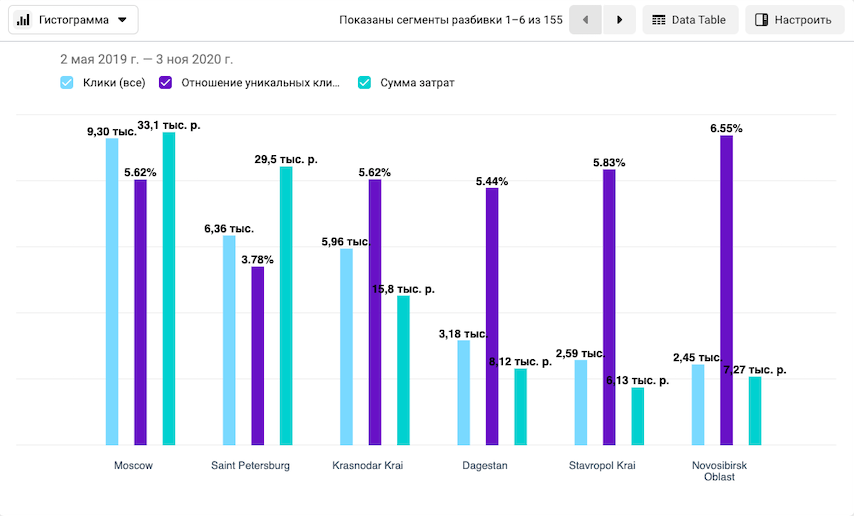 Гистограмма
Показаны сегменты разбивки 1–6 из 155
Data Table
Настроить
2 мая 2019 г. — 3 ноя 2020 г.
Клики (все)
Отношение уникальных кли…
Сумма затрат
9,30 тыс.
5.62%
33,1 тыс. р.
6,36 тыс.
3.78%
29,5 тыс. р.
5,96 тыс.
5.62%
15,8 тыс. р.
3,18 тыс.
5.44%
8,12 тыс. р.
2,59 тыс.
5.83%
6,13 тыс. р.
2,45 тыс.
6.55%
7,27 тыс. р.
Moscow
Saint Petersburg
Krasnodar Krai
Dagestan
Stavropol Krai
Novosibirsk
Oblast